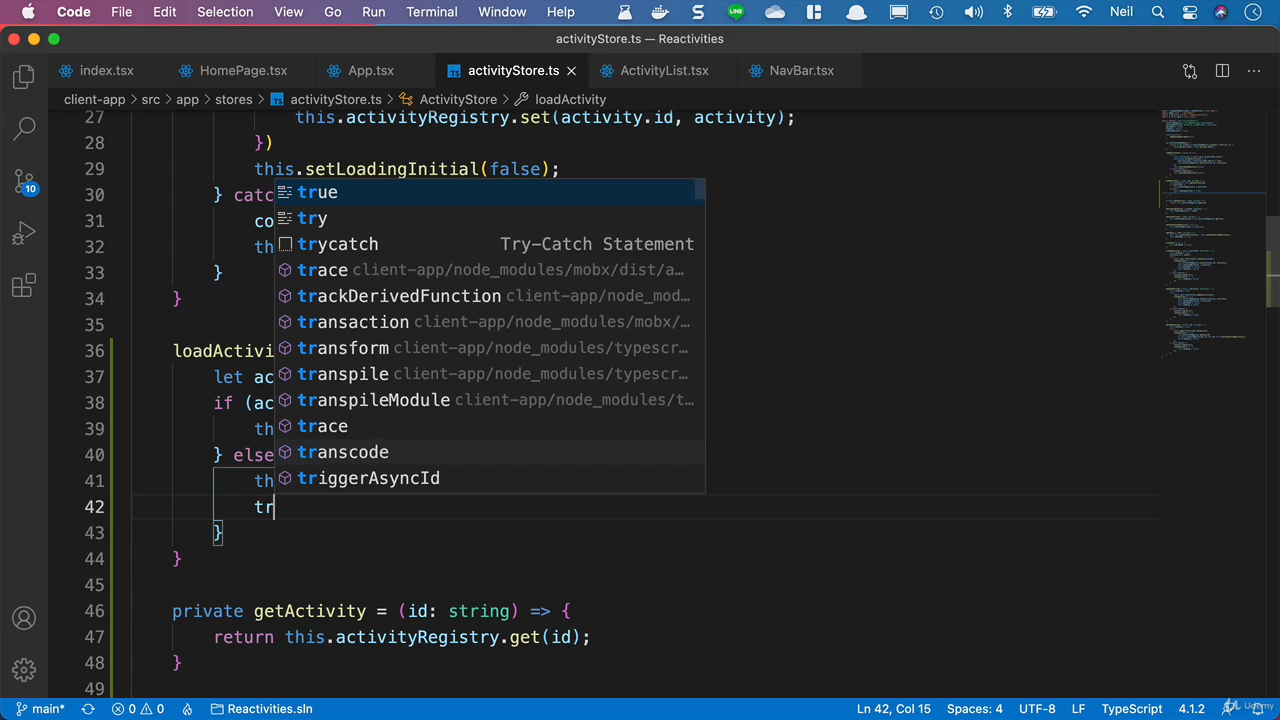 Code File Edit Selection View Go Run Terminal Window Help LINE Neil
activityStore.ts — Reactivities
index.tsx HomePage.tsx App.tsx TS activityStore.ts ActivityList.tsx NavBar.tsx
client-app > src > app > stores > TS activityStore.ts > ActivityStore > loadActivity
27 this.activityRegistry.set(activity.id, activity);
28 })
29 this.setLoadingInitial(false);
30 } catc
31 co
32 th
33 }
34 }
35
36 loadActivi
37 let ac
38 if (ac
39 th
40 } else
41 th
42 tr
43 }
44 }
45
46 private getActivity = (id: string) => {
47 return this.activityRegistry.get(id);
48 }
49
true
try
trycatch Try-Catch Statement
trace client-app/node_modules/mobx/dist/a…
trackDerivedFunction client-app/node_mod…
transaction client-app/node_modules/mobx/…
transform client-app/node_modules/typescr…
transpile client-app/node_modules/typescr…
transpileModule client-app/node_modules/t…
trace
transcode
triggerAsyncId
10
main* 0 0 Reactivities.sln Ln 42, Col 15 Spaces: 4 UTF-8 LF TypeScript 4.1.2
Udemy